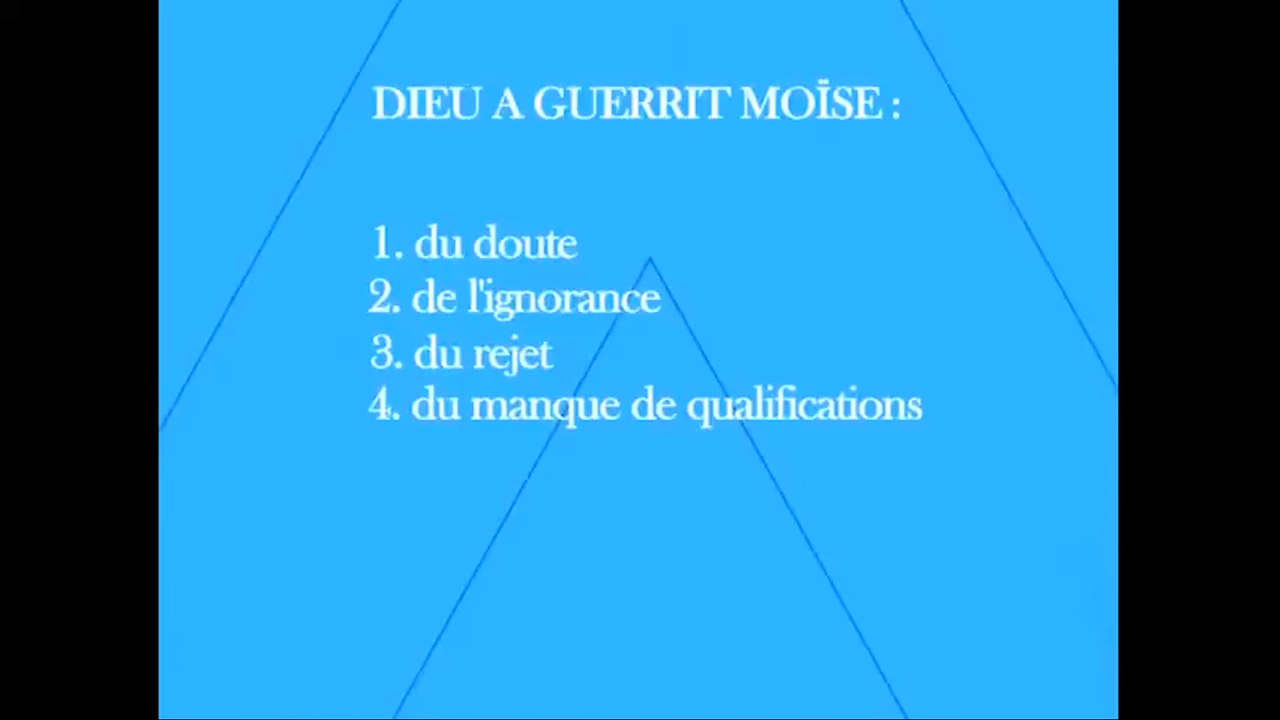 DIEU A GUERRIT MOÏSE :
1. du doute
2. de l'ignorance
3. du rejet
4. du manque de qualifications